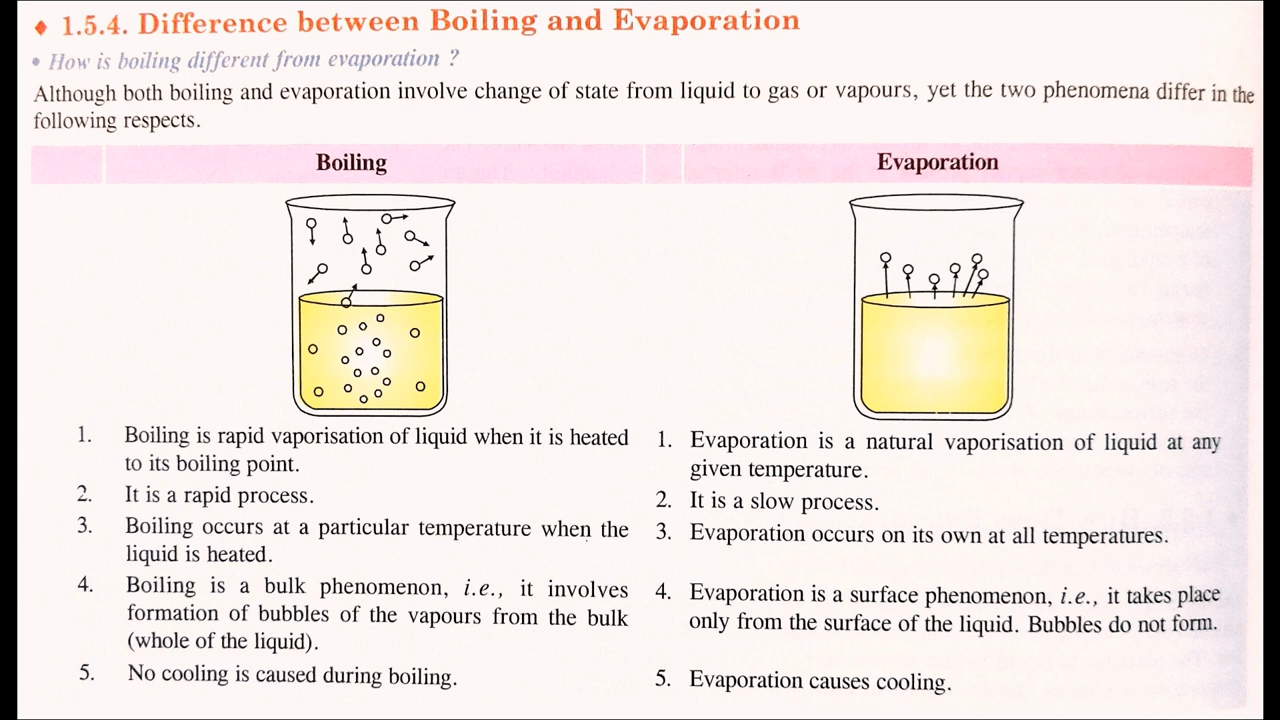 ♦ 1.5.4. Difference between Boiling and Evaporation
• How is boiling different from evaporation ?
Although both boiling and evaporation involve change of state from liquid to gas or vapours, yet the two phenomena differ in the
following respects.
Boiling
1. Boiling is rapid vaporisation of liquid when it is heated
to its boiling point.
2. It is a rapid process.
3. Boiling occurs at a particular temperature when the
liquid is heated.
4. Boiling is a bulk phenomenon, i.e., it involves
formation of bubbles of the vapours from the bulk
(whole of the liquid).
5. No cooling is caused during boiling.
Evaporation
1. Evaporation is a natural vaporisation of liquid at any
given temperature.
2. It is a slow process.
3. Evaporation occurs on its own at all temperatures.
4. Evaporation is a surface phenomenon, i.e., it takes place
only from the surface of the liquid. Bubbles do not form.
5. Evaporation causes cooling.